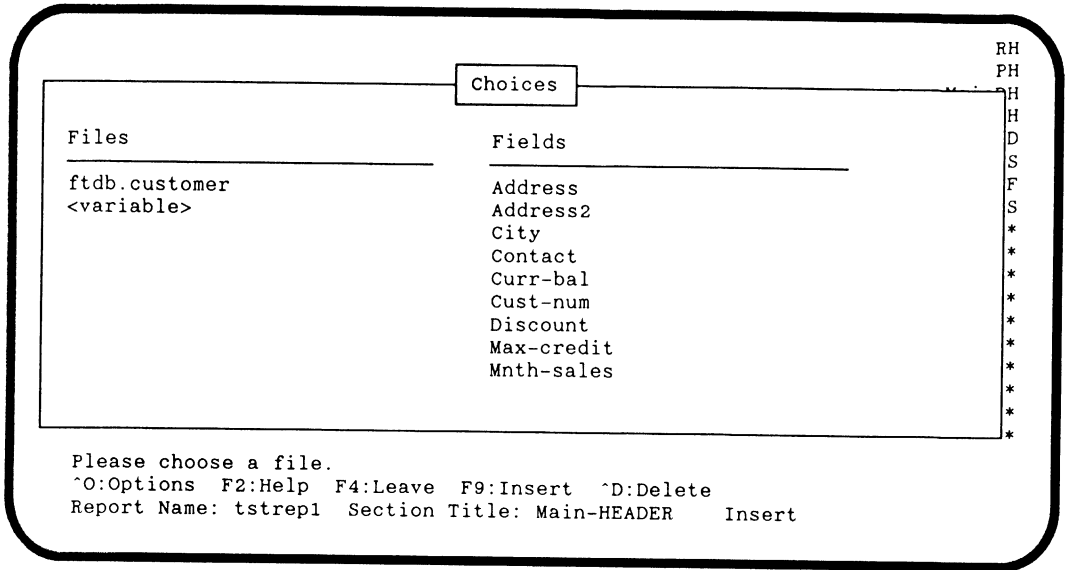 RH
PH
Choices
H
H
Files Fields D
S
ftdb.customer Address F
<variable> Address2 S
City *
Contact *
Curr-bal *
Cust-num *
Discount *
Max-credit *
Mnth-sales *
*
*
*
Please choose a file.
^O:Options F2:Help F4:Leave F9:Insert ^D:Delete
Report Name: tstrep1 Section Title: Main-HEADER Insert